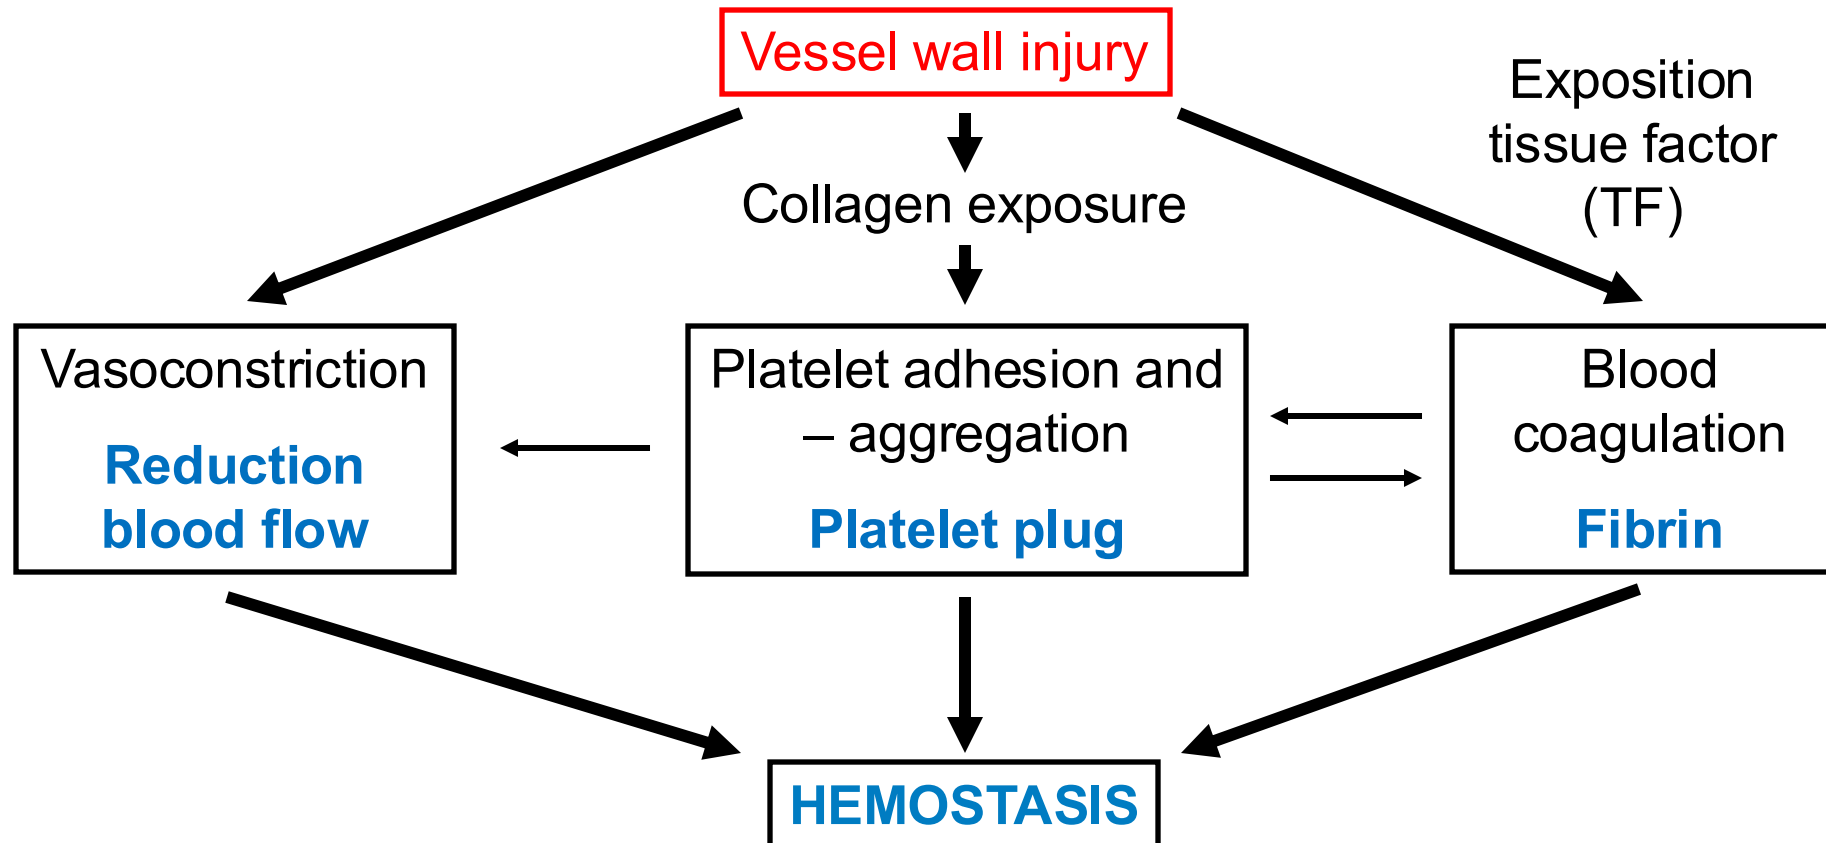 Vessel wall injury
Exposition
tissue factor
(TF)
Collagen exposure
Vasoconstriction
Reduction
blood flow
Platelet adhesion and
– aggregation
Platelet plug
Blood
coagulation
Fibrin
HEMOSTASIS